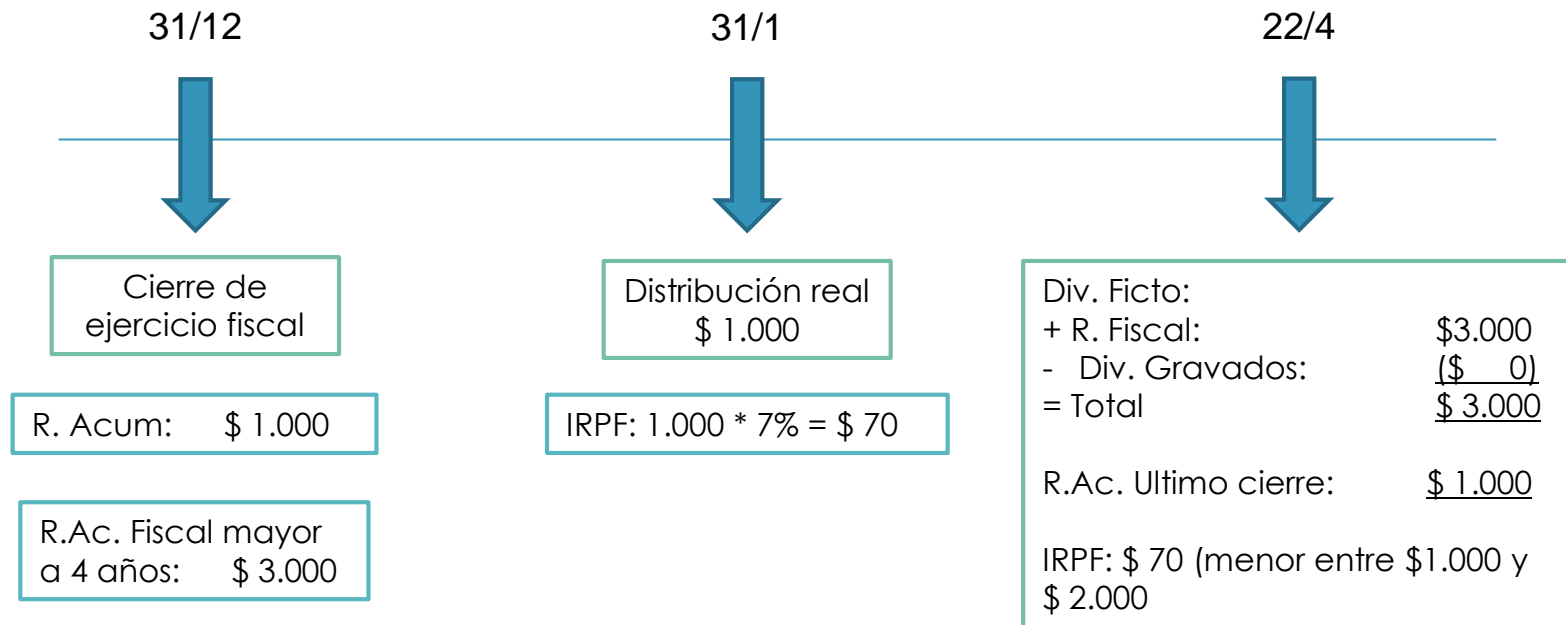 31/12
31/1
22/4
Cierre de
ejercicio fiscal
R. Acum: $ 1.000
R.Ac. Fiscal mayor
a 4 años: $ 3.000
Distribución real
$ 1.000
IRPF: 1.000 * 7% = $ 70
Div. Ficto:
+ R. Fiscal: $3.000
- Div. Gravados: ($ 0)
= Total $ 3.000
R.Ac. Ultimo cierre: $ 1.000
IRPF: $ 70 (menor entre $1.000 y
$ 2.000